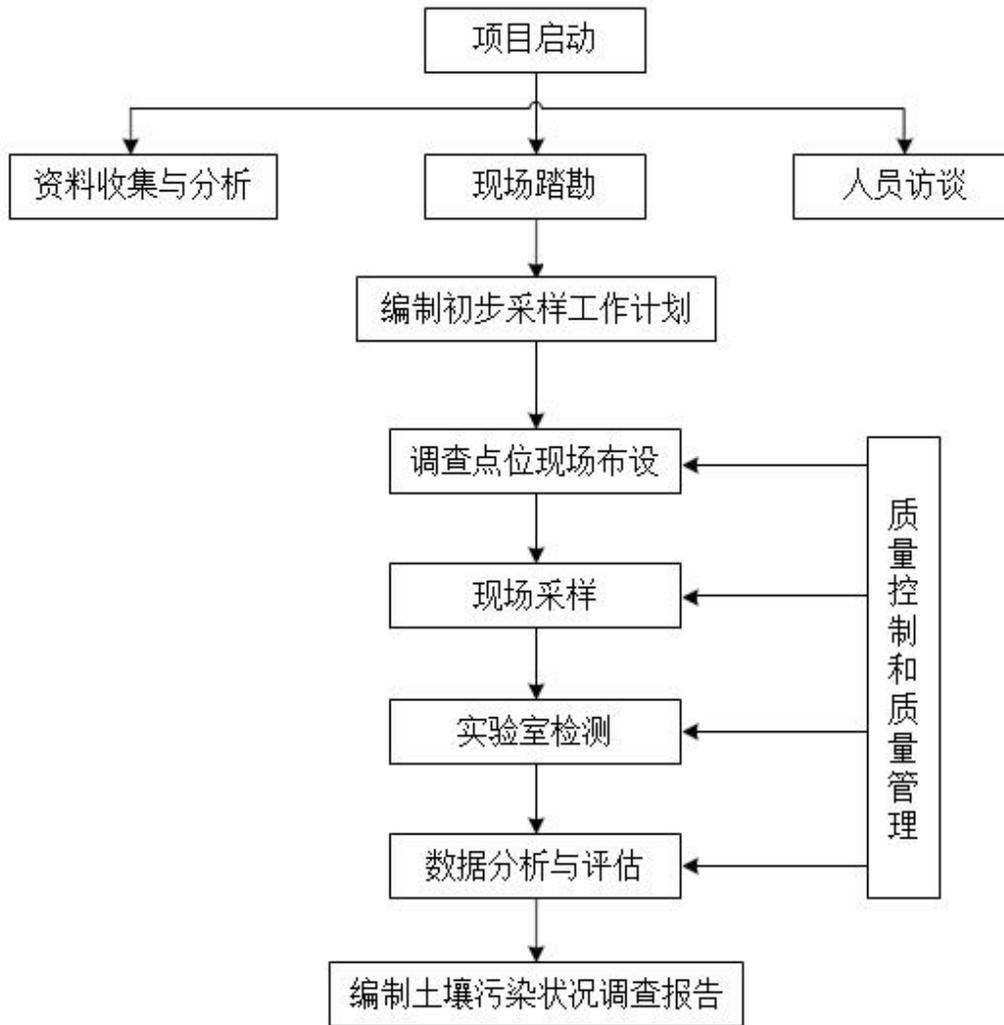 项目启动
资料收集与分析
现场踏勘
人员访谈
编制初步采样工作计划
调查点位现场布设
现场采样
实验室检测
数据分析与评估
质量控制和质量管理
编制土壤污染状况调查报告